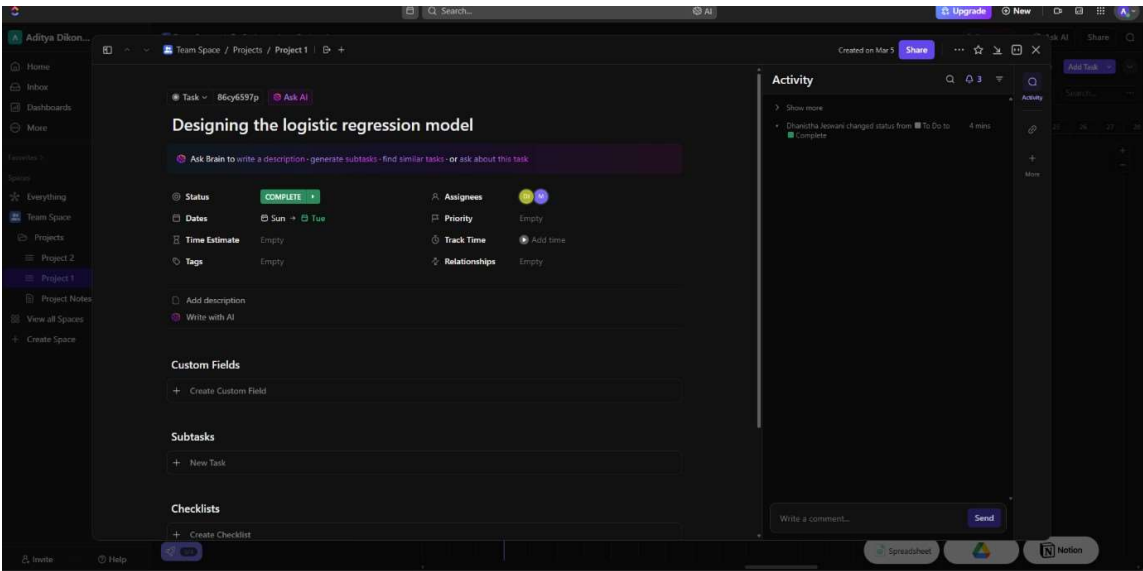 Search...
AI
Upgrade
New
A
A Aditya Dikon...
Team Space / Projects / Project 1
Created on Mar 5
Share
Ask AI
Share
Home
Inbox
Dashboards
More
Favorites
Spaces
Everything
Team Space
Projects
Project 2
Project 1
Project Notes
View all Spaces
Create Space
Invite
Help
Add Task
Search...
Task
86cy6597p
Ask AI
Designing the logistic regression model
Ask Brain to write a description - generate subtasks - find similar tasks - or ask about this task
Status
COMPLETE
Assignees
M
Dates
Sun → Tue
Priority
Empty
Time Estimate
Empty
Track Time
Add time
Tags
Empty
Relationships
Empty
Add description
Write with AI
Custom Fields
+ Create Custom Field
Subtasks
+ New Task
Checklists
+ Create Checklist
Activity
3
Show more
Dhanistha Jeswani changed status from To Do to
Complete
4 mins
Activity
More
Write a comment...
Send
Spreadsheet
Notion